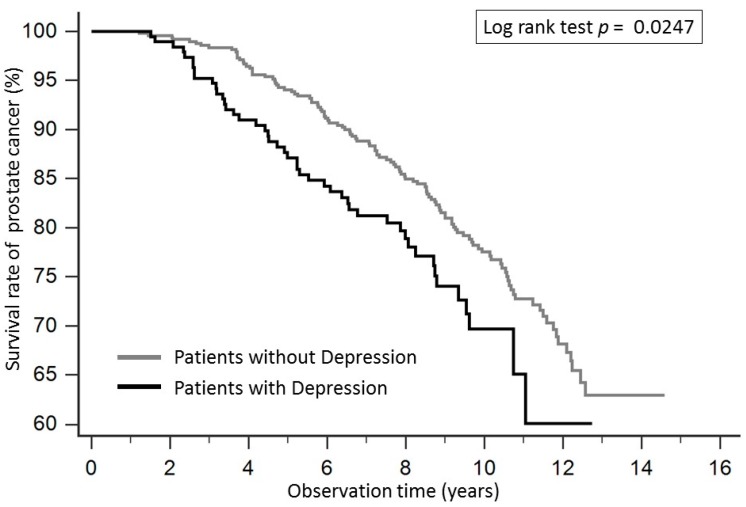 Log rank test p = 0.0247
Survival rate of prostate cancer (%)
100
95
90
85
80
75
70
65
60
Patients without Depression
Patients with Depression
0 2 4 6 8 10 12 14 16
Observation time (years)